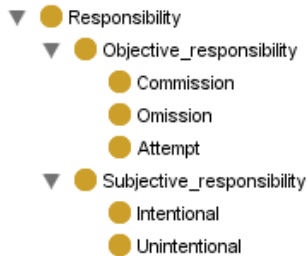 Responsibility
Objective_responsibility
Commission
Omission
Attempt
Subjective_responsibility
Intentional
Unintentional